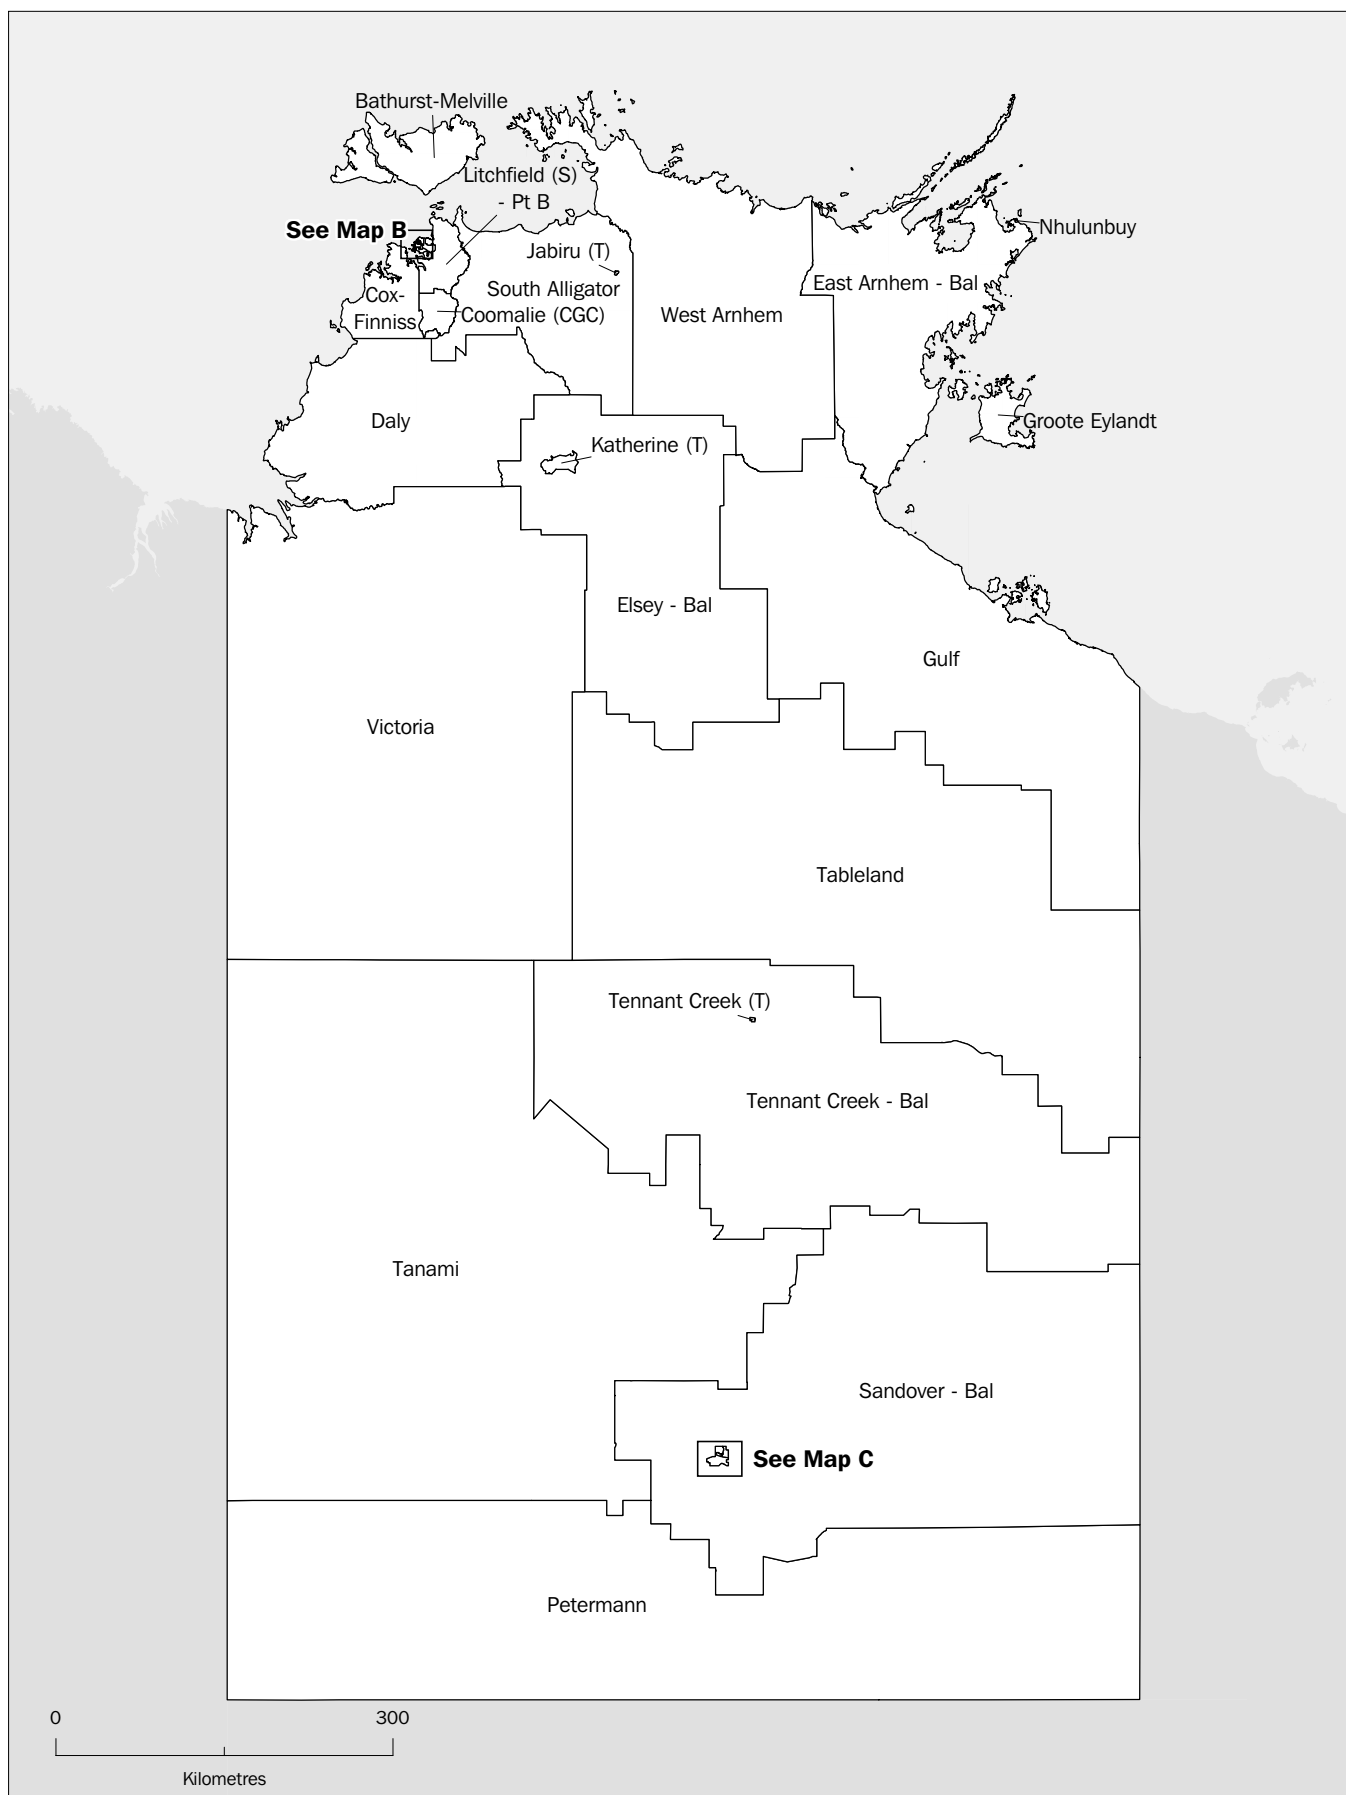 Bathurst-Melville
Litchfield (S)
- Pt B
See Map B
Nhulunbuy
Jabiru (T)
East Arnhem - Bal
South Alligator
Cox-
Finniss
Coomalie (CGC)
West Arnhem
Daly
Groote Eylandt
Katherine (T)
Elsey - Bal
Gulf
Victoria
Tableland
Tennant Creek (T)
Tennant Creek - Bal
Tanami
Sandover - Bal
See Map C
Petermann
0 300
Kilometres